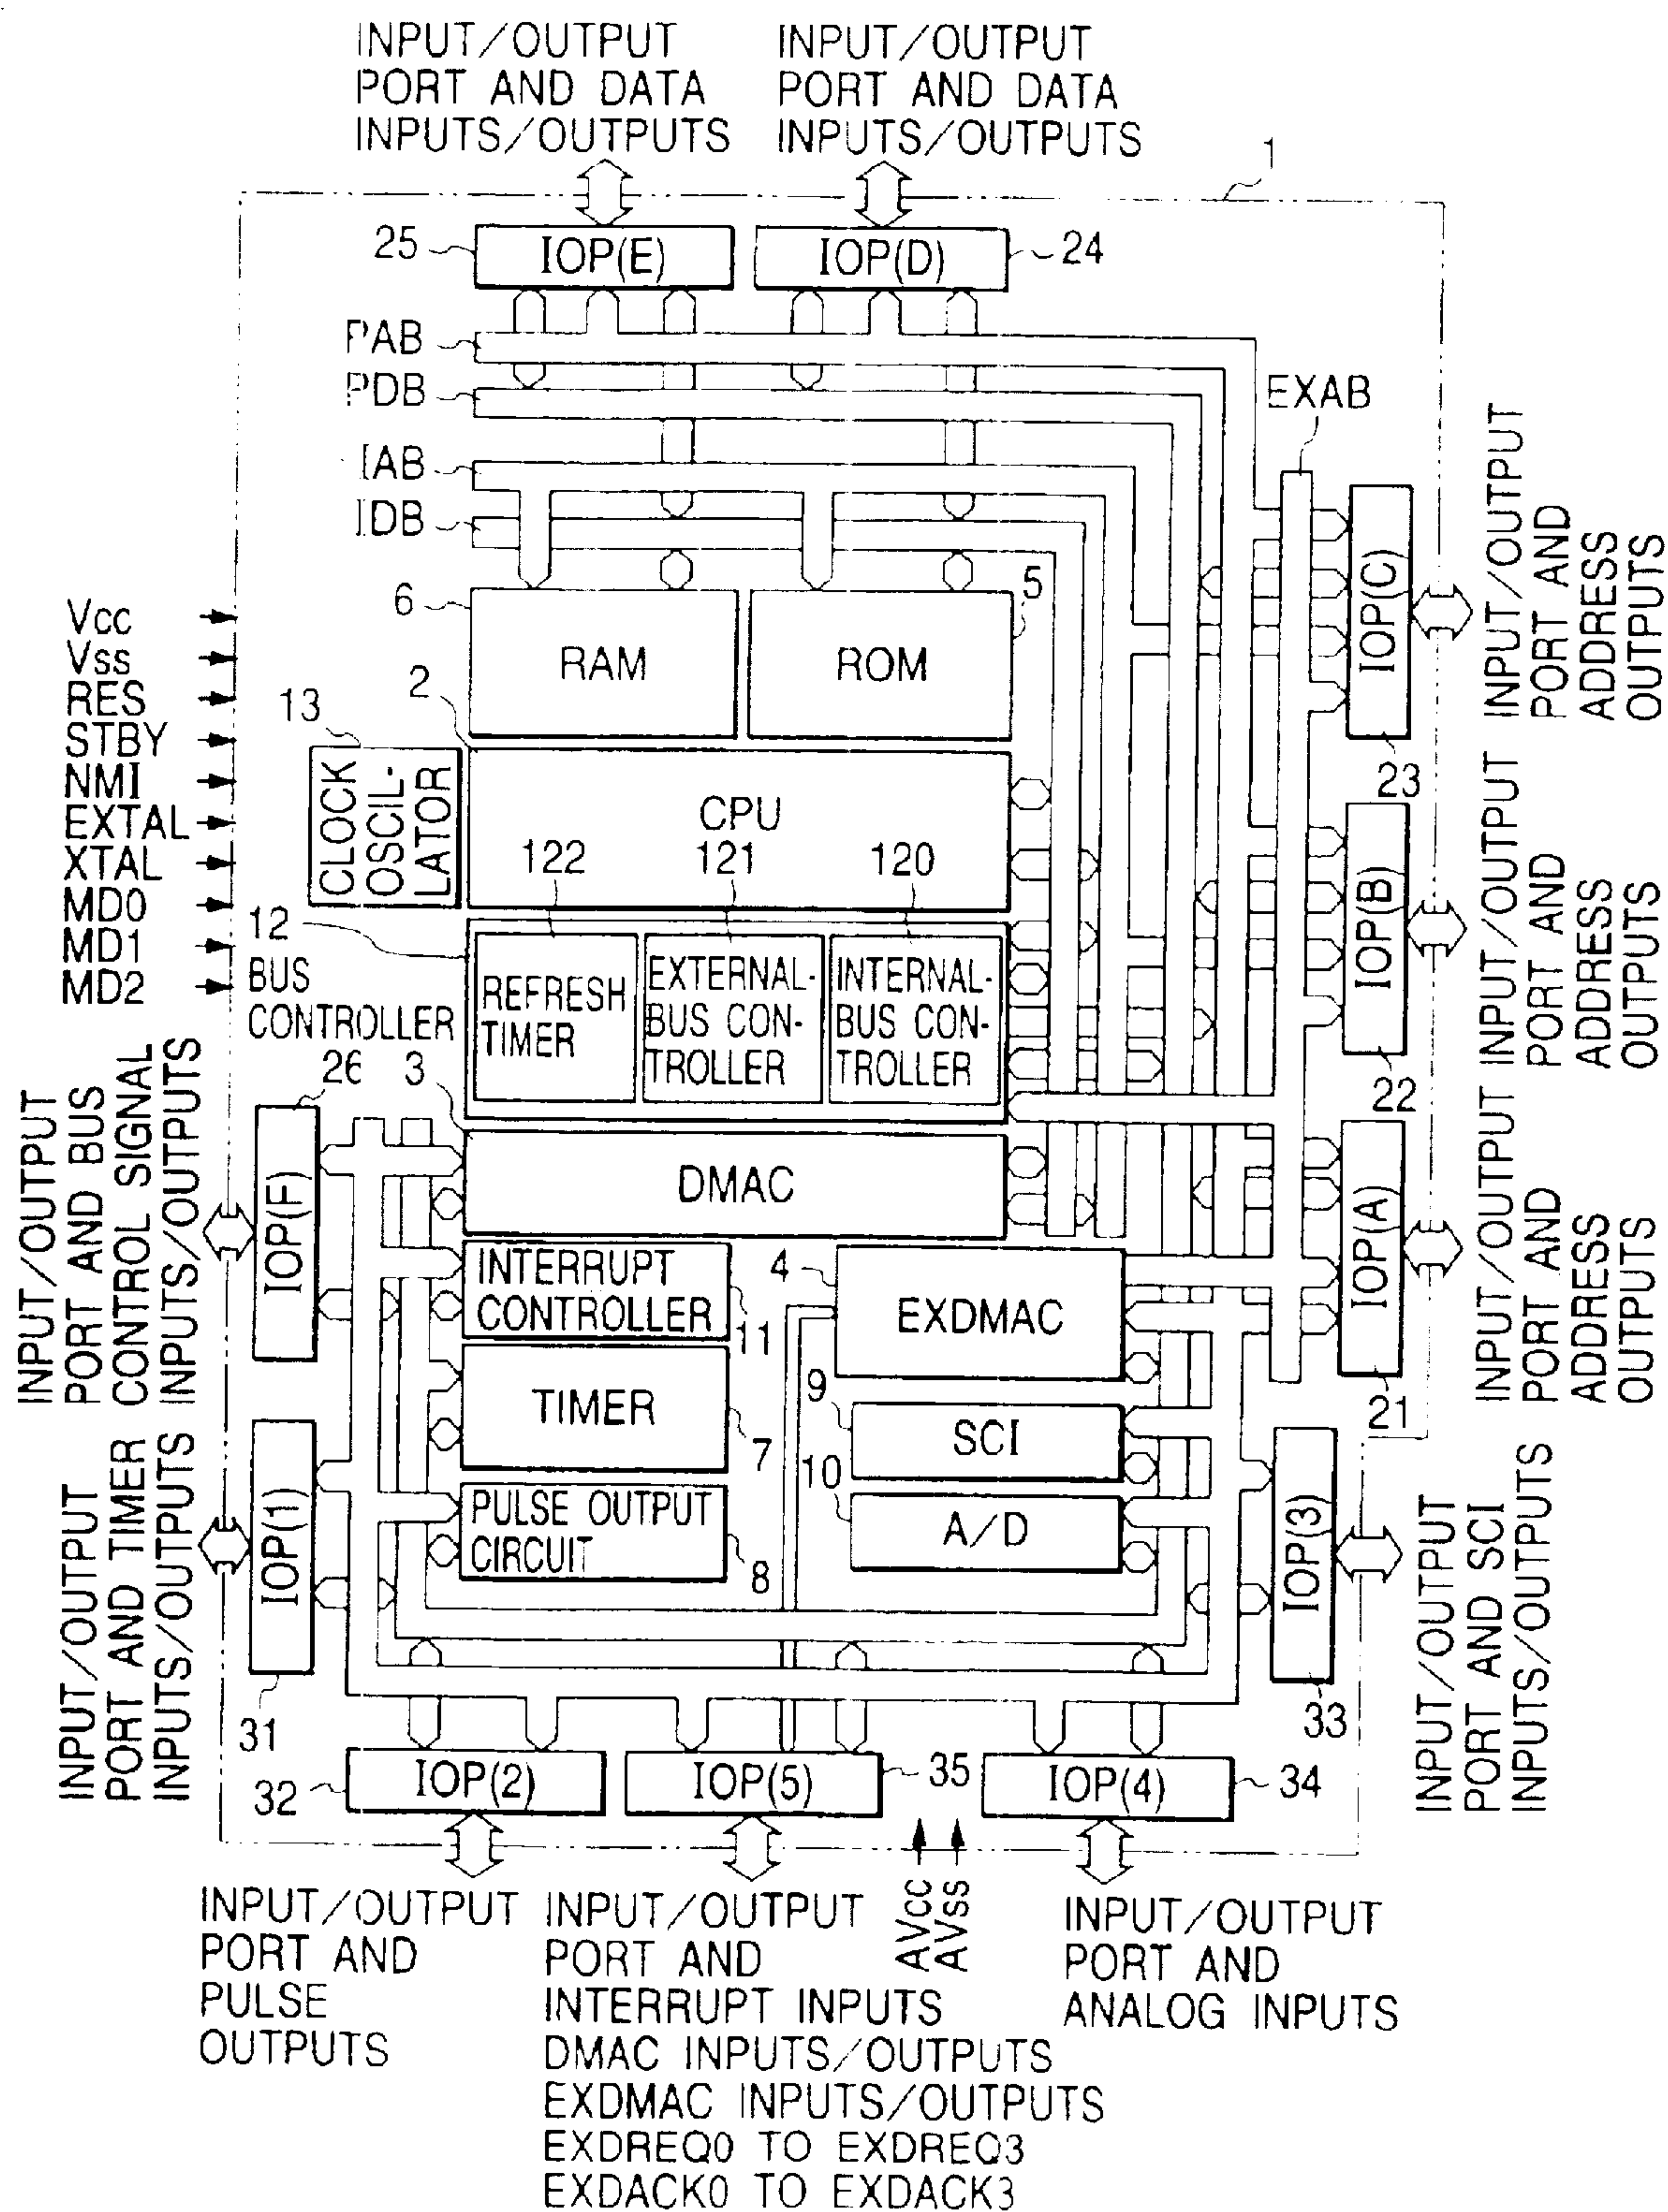 INPUT/OUTPUT
PORT AND DATA
INPUTS/OUTPUTS
INPUT/OUTPUT
PORT AND DATA
INPUTS/OUTPUTS
1
25
IOP(E)
IOP(D)
24
PAB
PDB
IAB
IDB
EXAB
6
RAM
ROM
5
IOP(C)
23
INPUT/OUTPUT
PORT AND
ADDRESS
OUTPUTS
Vcc
Vss
RES
STBY
NMI
EXTAL
XTAL
MD0
MD1
MD2
13
CLOCK
OSCIL-
LATOR
2
CPU
122
121
120
12
BUS
CONTROLLER
REFRESH
TIMER
EXTERNAL-
BUS CON-
TROLLER
INTERNAL-
BUS CON-
TROLLER
IOP(B)
22
INPUT/OUTPUT
PORT AND
ADDRESS
OUTPUTS
INPUT/OUTPUT
PORT AND BUS
CONTROL SIGNAL
INPUTS/OUTPUTS
26
IOP(F)
3
DMAC
INTERRUPT
CONTROLLER
11
4
EXDMAC
IOP(A)
21
INPUT/OUTPUT
PORT AND
ADDRESS
OUTPUTS
TIMER
7
9
SCI
10
A/D
PULSE OUTPUT
CIRCUIT
8
INPUT/OUTPUT
PORT AND TIMER
INPUTS/OUTPUTS
IOP(1)
31
IOP(3)
33
INPUT/OUTPUT
PORT AND SCI
INPUTS/OUTPUTS
32
IOP(2)
IOP(5)
35
IOP(4)
34
INPUT/OUTPUT
PORT AND
PULSE
OUTPUTS
INPUT/OUTPUT
PORT AND
INTERRUPT INPUTS
DMAC INPUTS/OUTPUTS
EXDMAC INPUTS/OUTPUTS
EXDREQ0 TO EXDREQ3
EXDACK0 TO EXDACK3
AVcc
AVss
INPUT/OUTPUT
PORT AND
ANALOG INPUTS